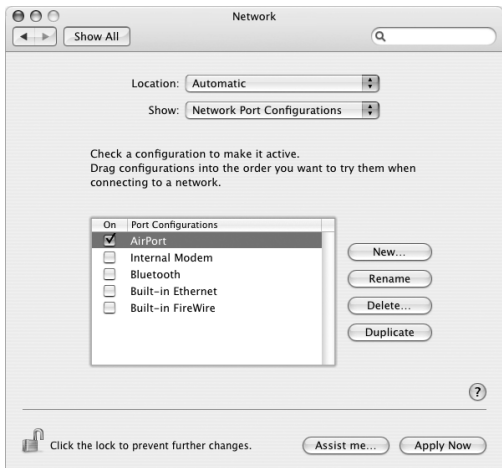 Network
Show All
Location: Automatic
Show: Network Port Configurations
Check a configuration to make it active.
Drag configurations into the order you want to try them when
connecting to a network.
On Port Configurations
AirPort
Internal Modem
Bluetooth
Built-in Ethernet
Built-in FireWire
New...
Rename
Delete...
Duplicate
?
Click the lock to prevent further changes.
Assist me...
Apply Now